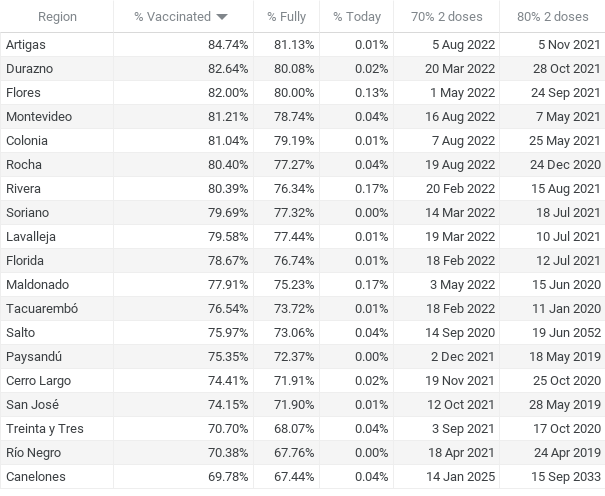 Region % Vaccinated % Fully % Today 70% 2 doses 80% 2 doses
Artigas 84.74% 81.13% 0.01% 5 Aug 2022 5 Nov 2021
Durazno 82.64% 80.08% 0.02% 20 Mar 2022 28 Oct 2021
Flores 82.00% 80.00% 0.13% 1 May 2022 24 Sep 2021
Montevideo 81.21% 78.74% 0.04% 16 Aug 2022 7 May 2021
Colonia 81.04% 79.19% 0.01% 7 Aug 2022 25 May 2021
Rocha 80.40% 77.27% 0.04% 19 Aug 2022 24 Dec 2020
Rivera 80.39% 76.34% 0.17% 20 Feb 2022 15 Aug 2021
Soriano 79.69% 77.32% 0.00% 14 Mar 2022 18 Jul 2021
Lavalleja 79.58% 77.44% 0.01% 19 Mar 2022 10 Jul 2021
Florida 78.67% 76.74% 0.01% 18 Feb 2022 12 Jul 2021
Maldonado 77.91% 75.23% 0.17% 3 May 2022 15 Jun 2020
Tacuarembó 76.54% 73.72% 0.01% 18 Feb 2022 11 Jan 2020
Salto 75.97% 73.06% 0.04% 14 Sep 2020 19 Jun 2052
Paysandú 75.35% 72.37% 0.00% 2 Dec 2021 18 May 2019
Cerro Largo 74.41% 71.91% 0.02% 19 Nov 2021 25 Oct 2020
San José 74.15% 71.90% 0.01% 12 Oct 2021 28 May 2019
Treinta y Tres 70.70% 68.07% 0.04% 3 Sep 2021 17 Oct 2020
Río Negro 70.38% 67.76% 0.00% 18 Apr 2021 24 Apr 2019
Canelones 69.78% 67.44% 0.04% 14 Jan 2025 15 Sep 2033